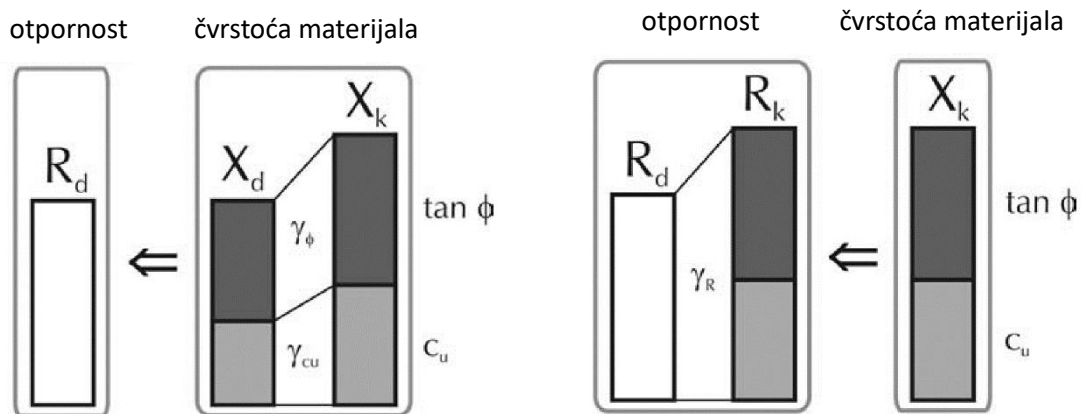 otpornost
čvrstoća materijala
R_d
X_d
X_k
γ_ϕ
γ_cu
tan ϕ
c_u
⇐
otpornost
čvrstoća materijala
R_d
R_k
γ_R
X_k
tan ϕ
c_u
⇐